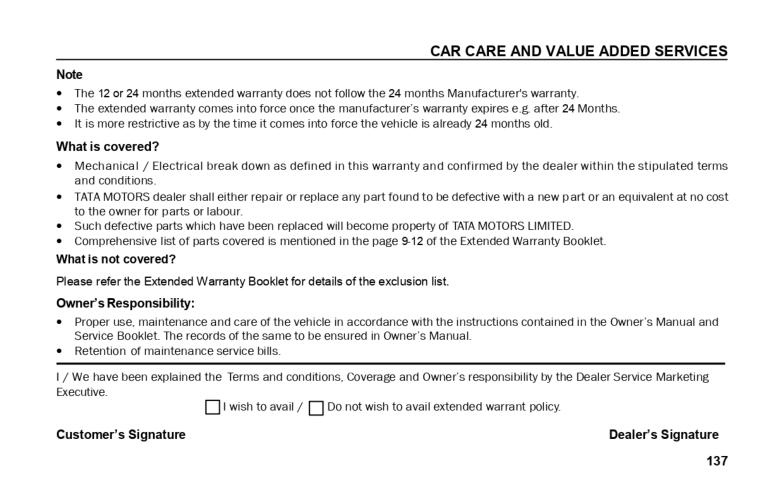 CAR CARE AND VALUE ADDED SERVICES
Note
• The 12 or 24 months extended warranty does not follow the 24 months Manufacturer's warranty.
• The extended warranty comes into force once the manufacturer's warranty expires e.g. after 24 Months.
• It is more restrictive as by the time it comes into force the vehicle is already 24 months old.
What is covered?
• Mechanical / Electrical break down as defined in this warranty and confirmed by the dealer within the stipulated terms
and conditions.
• TATA MOTORS dealer shall either repair or replace any part found to be defective with a new part or an equivalent at no cost
to the owner for parts or labour.
• Such defective parts which have been replaced will become property of TATA MOTORS LIMITED.
• Comprehensive list of parts covered is mentioned in the page 9-12 of the Extended Warranty Booklet.
What is not covered?
Please refer the Extended Warranty Booklet for details of the exclusion list.
Owner's Responsibility:
• Proper use, maintenance and care of the vehicle in accordance with the instructions contained in the Owner's Manual and
Service Booklet. The records of the same to be ensured in Owner's Manual.
• Retention of maintenance service bills.
I / We have been explained the Terms and conditions, Coverage and Owner's responsibility by the Dealer Service Marketing
Executive.
I wish to avail / Do not wish to avail extended warrant policy.
Customer's Signature Dealer's Signature
137